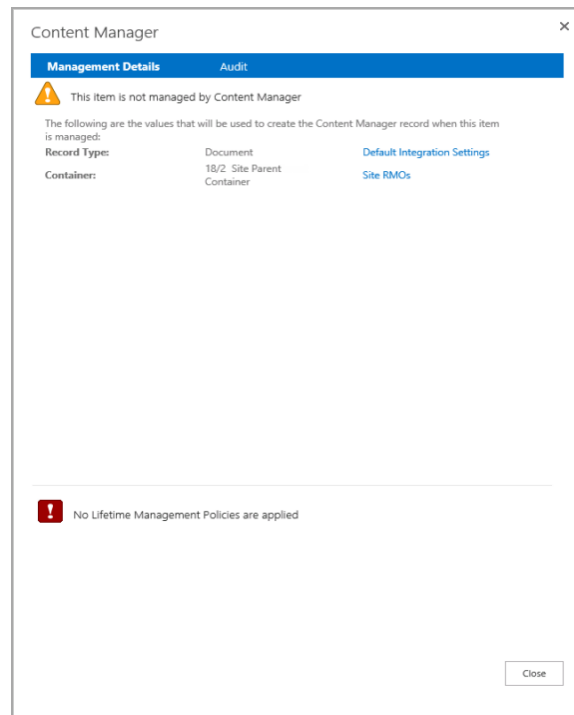 Content Manager
Management Details Audit
This item is not managed by Content Manager
The following are the values that will be used to create the Content Manager record when this item
is managed:
Record Type: Document Default Integration Settings
Container: 18/2 Site Parent Container Site RMOs
No Lifetime Management Policies are applied
Close